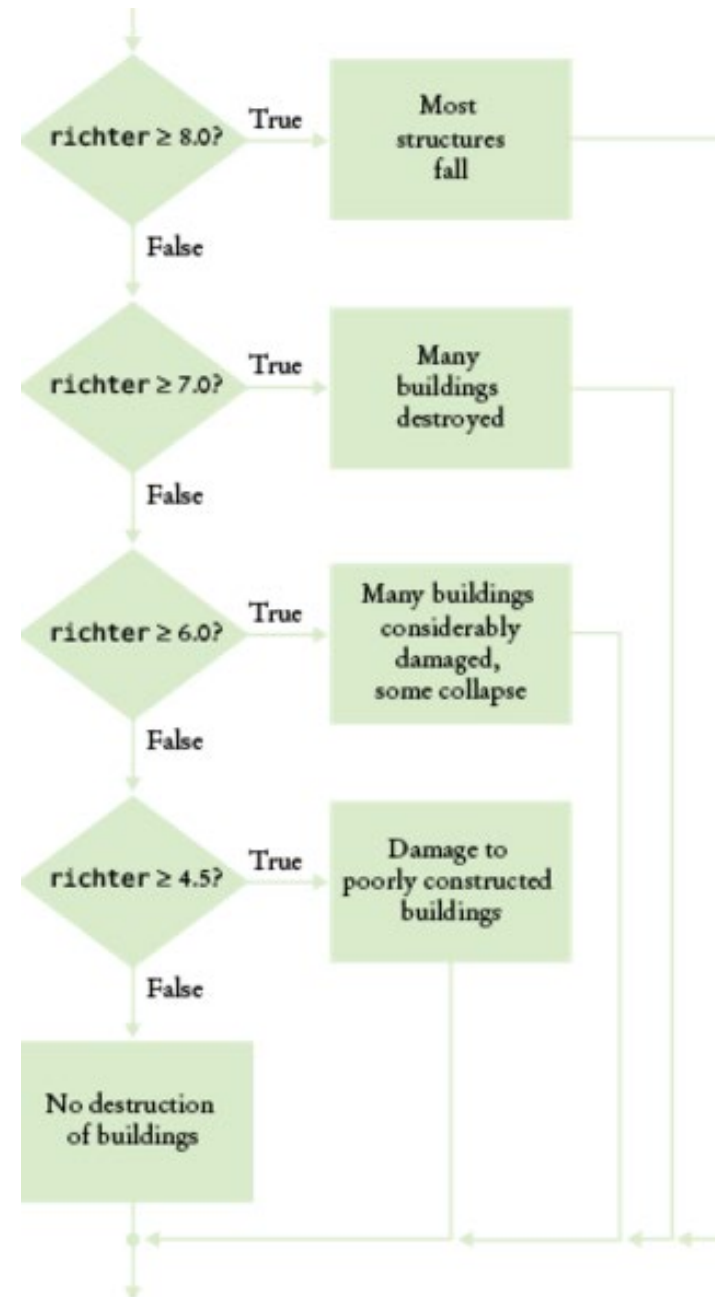 richter ≥ 8.0?
True
Most
structures
fall
False
richter ≥ 7.0?
True
Many
buildings
destroyed
False
richter ≥ 6.0?
True
Many buildings
considerably
damaged,
some collapse
False
richter ≥ 4.5?
True
Damage to
poorly constructed
buildings
False
No destruction
of buildings